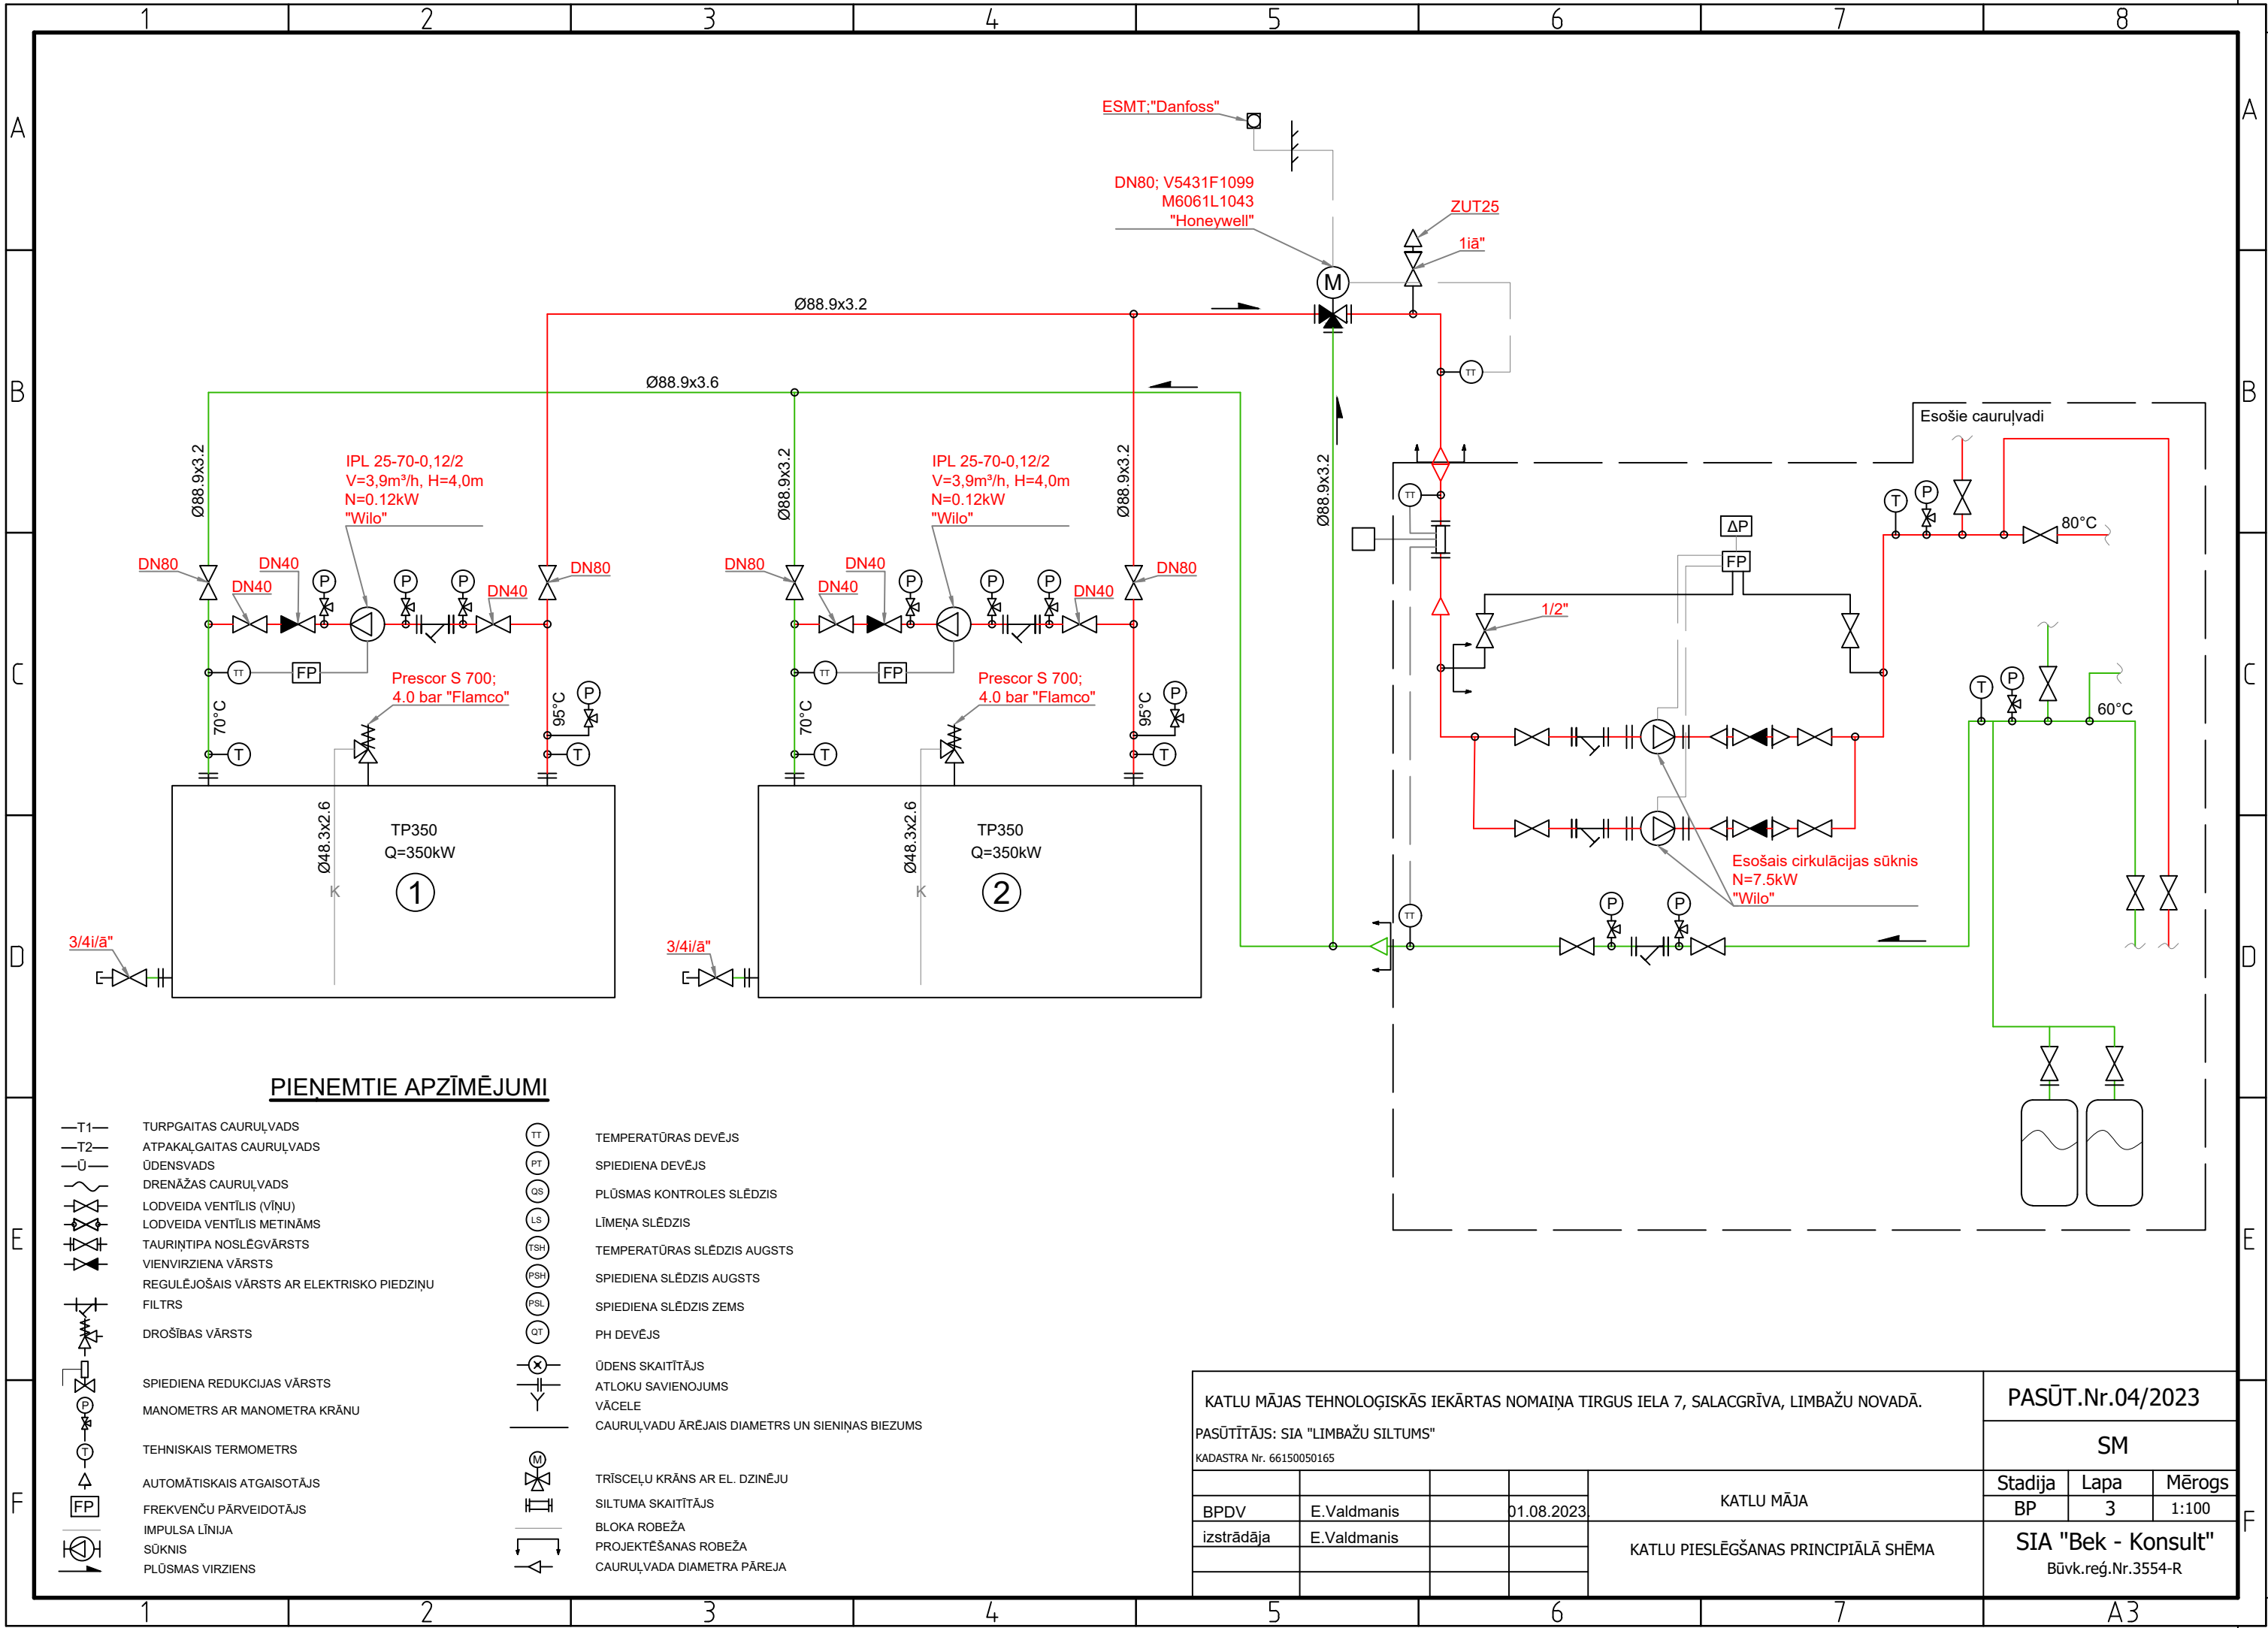 1 2 3 4 5 6 7 8
A A
B B
C C
D D
E E
F F
ESMT;"Danfoss"
DN80; V5431F1099
M6061L1043
"Honeywell"
ZUT25
1iā"
M
TT
Ø88.9x3.2
Ø88.9x3.6
Ø88.9x3.2
IPL 25-70-0,12/2
V=3,9m³/h, H=4,0m
N=0.12kW
"Wilo"
DN80
DN40
DN40
P
P
P
DN40
DN80
TT
FP
Prescor S 700;
4.0 bar "Flamco"
70°C
95°C
P
T
T
Ø48.3x2.6
K
TP350
Q=350kW
1
3/4i/ā"
Ø88.9x3.2
IPL 25-70-0,12/2
V=3,9m³/h, H=4,0m
N=0.12kW
"Wilo"
Ø88.9x3.2
DN80
DN40
DN40
P
P
P
DN40
DN80
TT
FP
Prescor S 700;
4.0 bar "Flamco"
70°C
95°C
P
T
T
Ø48.3x2.6
K
TP350
Q=350kW
2
3/4i/ā"
Ø88.9x3.2
TT
ΔP
FP
1/2"
Esošie cauruļvadi
T
P
80°C
T
P
60°C
Esošais cirkulācijas sūknis
N=7.5kW
"Wilo"
TT
P
P
PIEŅEMTIE APZĪMĒJUMI
T1 TURPGAITAS CAURUĻVADS
T2 ATPAKAĻGAITAS CAURUĻVADS
Ū ŪDENSVADS
DRENĀŽAS CAURUĻVADS
LODVEIDA VENTĪLIS (VĪŅU)
LODVEIDA VENTĪLIS METINĀMS
TAURIŅTIPA NOSLĒGVĀRSTS
VIENVIRZIENA VĀRSTS
REGULĒJOŠAIS VĀRSTS AR ELEKTRISKO PIEDZIŅU
FILTRS
DROŠĪBAS VĀRSTS
SPIEDIENA REDUKCIJAS VĀRSTS
P MANOMETRS AR MANOMETRA KRĀNU
T TEHNISKAIS TERMOMETRS
AUTOMĀTISKAIS ATGAISOTĀJS
FP FREKVENČU PĀRVEIDOTĀJS
IMPULSA LĪNIJA
SŪKNIS
PLŪSMAS VIRZIENS
TT TEMPERATŪRAS DEVĒJS
PT SPIEDIENA DEVĒJS
QS PLŪSMAS KONTROLES SLĒDZIS
LS LĪMEŅA SLĒDZIS
TSH TEMPERATŪRAS SLĒDZIS AUGSTS
PSH SPIEDIENA SLĒDZIS AUGSTS
PSL SPIEDIENA SLĒDZIS ZEMS
QT PH DEVĒJS
ŪDENS SKAITĪTĀJS
ATLOKU SAVIENOJUMS
VĀCELE
CAURUĻVADU ĀRĒJAIS DIAMETRS UN SIENIŅAS BIEZUMS
M TRĪSCEĻU KRĀNS AR EL. DZINĒJU
SILTUMA SKAITĪTĀJS
BLOKA ROBEŽA
PROJEKTĒŠANAS ROBEŽA
CAURUĻVADA DIAMETRA PĀREJA
KATLU MĀJAS TEHNOLOĢISKĀS IEKĀRTAS NOMAIŅA TIRGUS IELA 7, SALACGRĪVA, LIMBAŽU NOVADĀ.
PASŪTĪTĀJS: SIA "LIMBAŽU SILTUMS"
KADASTRA Nr. 66150050165
PASŪT.Nr.04/2023
SM
BPDV E.Valdmanis 01.08.2023.
izstrādāja E.Valdmanis
KATLU MĀJA
KATLU PIESLĒGŠANAS PRINCIPIĀLĀ SHĒMA
Stadija Lapa Mērogs
BP 3 1:100
SIA "Bek - Konsult"
Būvk.reģ.Nr.3554-R
1 2 3 4 5 6 7 A3